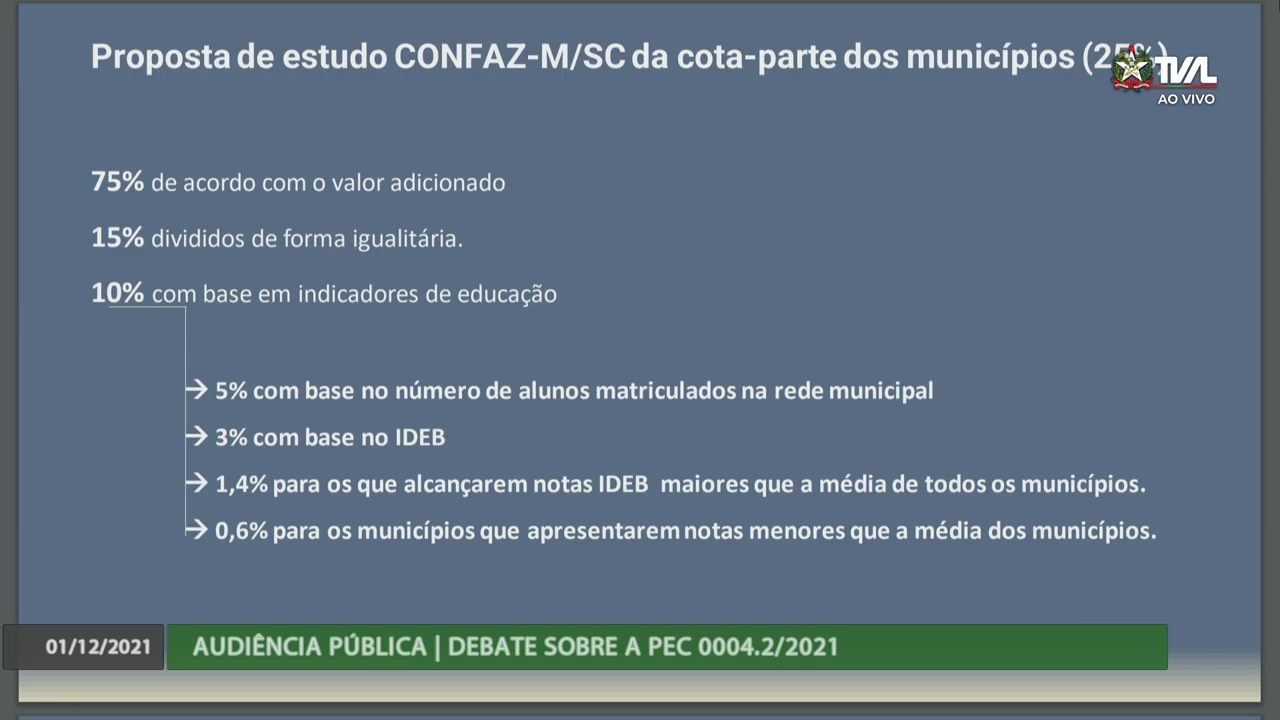 Proposta de estudo CONFAZ-M/SC da cota-parte dos municípios (25%)
TVAL
AO VIVO
75% de acordo com o valor adicionado
15% divididos de forma igualitária.
10% com base em indicadores de educação
→ 5% com base no número de alunos matriculados na rede municipal
→ 3% com base no IDEB
→ 1,4% para os que alcançarem notas IDEB maiores que a média de todos os municípios.
→ 0,6% para os municípios que apresentarem notas menores que a média dos municípios.
01/12/2021 AUDIÊNCIA PÚBLICA | DEBATE SOBRE A PEC 0004.2/2021